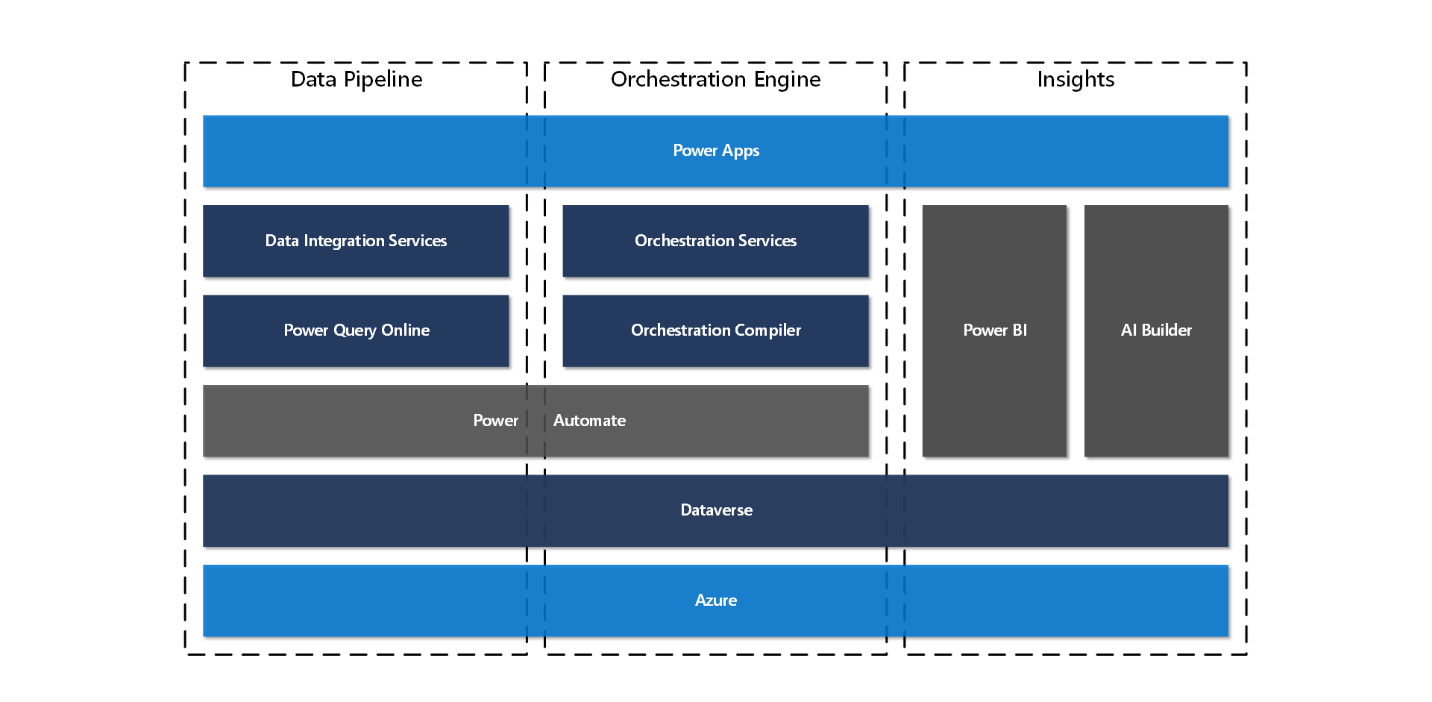 Data Pipeline
Orchestration Engine
Insights
Power Apps
Data Integration Services
Orchestration Services
Power Query Online
Orchestration Compiler
Power BI
AI Builder
Power Automate
Dataverse
Azure